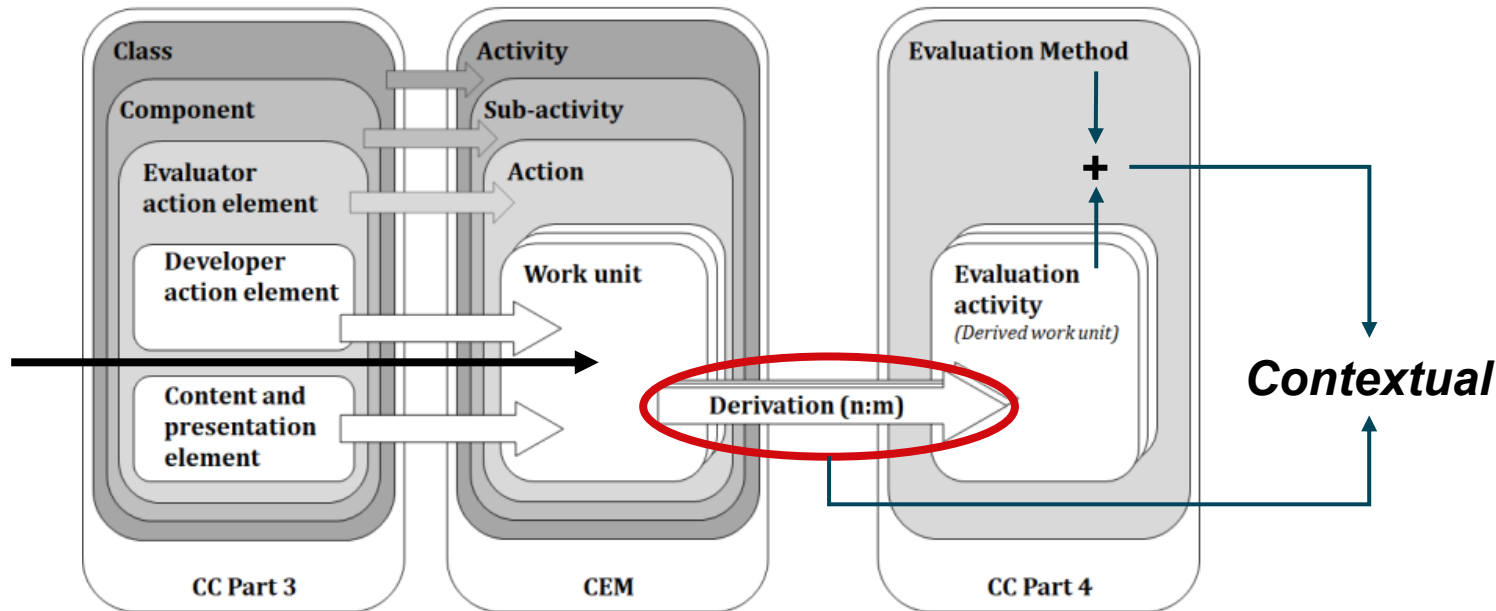 Class
Component
Evaluator
action element
Developer
action element
Content and
presentation
element
CC Part 3
Activity
Sub-activity
Action
Work unit
CEM
Derivation (n:m)
Evaluation Method
+
Evaluation
activity
(Derived work unit)
CC Part 4
Contextual